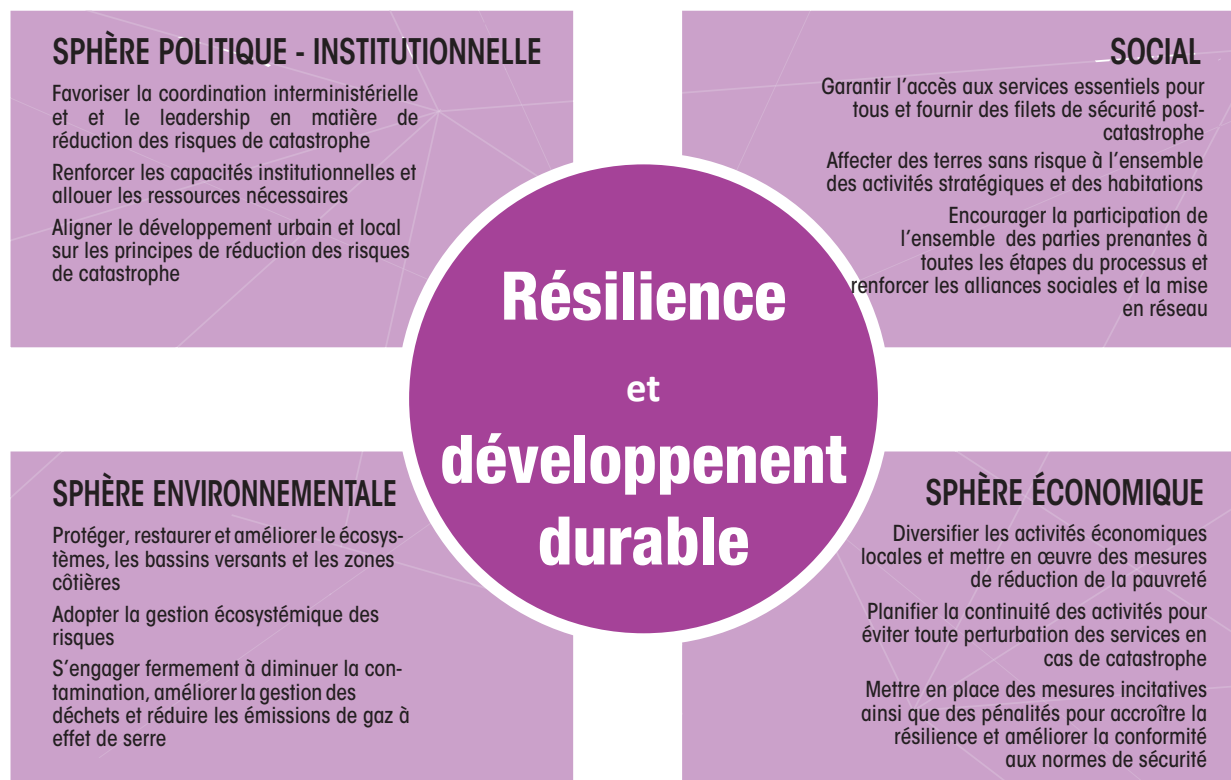 SPHÈRE POLITIQUE - INSTITUTIONNELLE
Favoriser la coordination interministérielle
et et le leadership en matière de
réduction des risques de catastrophe
Renforcer les capacités institutionnelles et
allouer les ressources nécessaires
Aligner le développement urbain et local
sur les principes de réduction des risques
de catastrophe
SOCIAL
Garantir l’accès aux services essentiels pour
tous et fournir des filets de sécurité post-
catastrophe
Affecter des terres sans risque à l’ensemble
des activités stratégiques et des habitations
Encourager la participation de
l’ensemble des parties prenantes à
toutes les étapes du processus et
renforcer les alliances sociales et la mise
en réseau
Résilience
et
développenent
durable
SPHÈRE ENVIRONNEMENTALE
Protéger, restaurer et améliorer le écosys-
tèmes, les bassins versants et les zones
côtières
Adopter la gestion écosystémique des
risques
S’engager fermement à diminuer la con-
tamination, améliorer la gestion des
déchets et réduire les émissions de gaz à
effet de serre
SPHÈRE ÉCONOMIQUE
Diversifier les activités économiques
locales et mettre en œuvre des mesures
de réduction de la pauvreté
Planifier la continuité des activités pour
éviter toute perturbation des services en
cas de catastrophe
Mettre en place des mesures incitatives
ainsi que des pénalités pour accroître la
résilience et améliorer la conformité
aux normes de sécurité